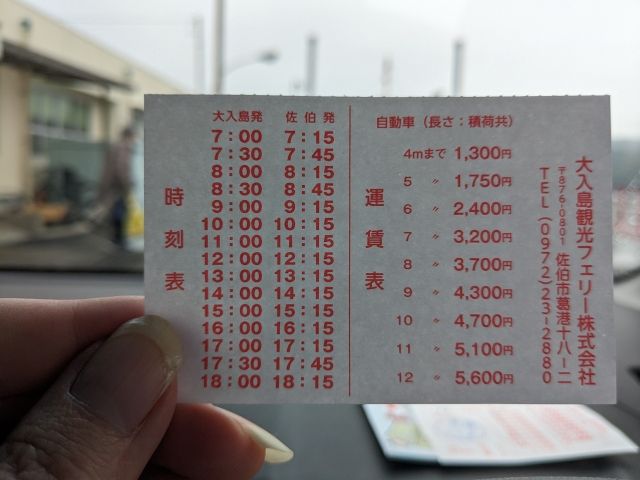 時刻表
大入島発 佐伯発
7:00 7:15
7:30 7:45
8:00 8:15
8:30 8:45
9:00 9:15
10:00 10:15
11:00 11:15
12:00 12:15
13:00 13:15
14:00 14:15
15:00 15:15
16:00 16:15
17:00 17:15
17:30 17:45
18:00 18:15
運賃表
自動車(長さ:積荷共)
4mまで 1,300円
5 〃 1,750円
6 〃 2,400円
7 〃 3,200円
8 〃 3,700円
9 〃 4,300円
10 〃 4,700円
11 〃 5,100円
12 〃 5,600円
大入島観光フェリー株式会社
〒876-0801 佐伯市葛港十八-二
TEL(0972)23-2880